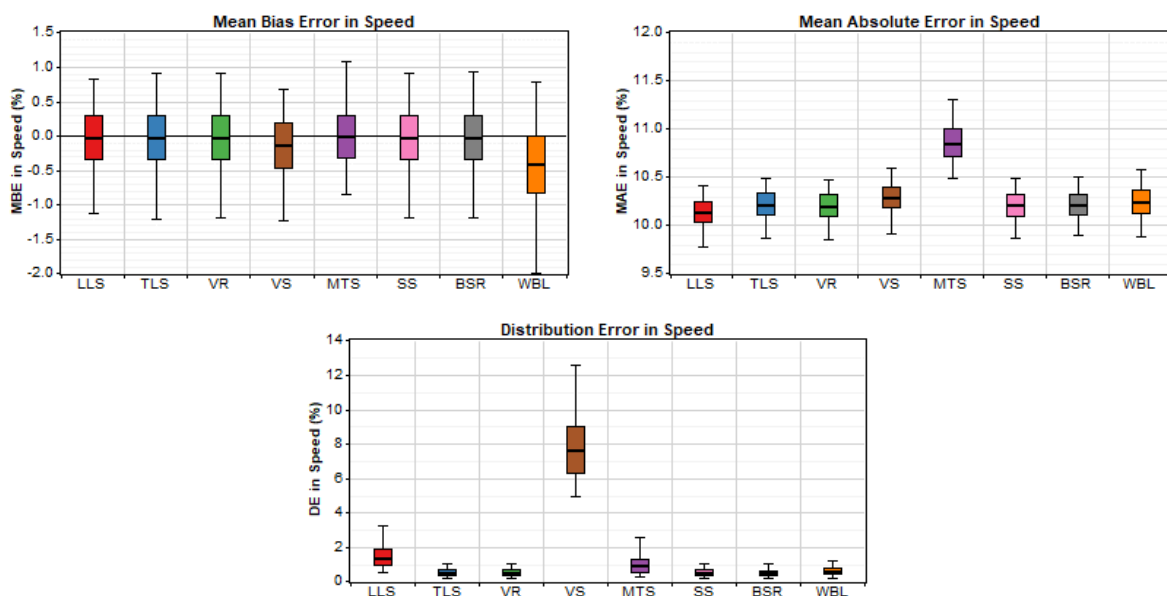 Mean Bias Error in Speed
MBE in Speed (%)
1.5
1.0
0.5
0.0
-0.5
-1.0
-1.5
-2.0
LLS TLS VR VS MTS SS BSR WBL
Mean Absolute Error in Speed
MAE in Speed (%)
12.0
11.5
11.0
10.5
10.0
9.5
LLS TLS VR VS MTS SS BSR WBL
Distribution Error in Speed
DE in Speed (%)
14
12
10
8
6
4
2
0
LLS TLS VR VS MTS SS BSR WBL